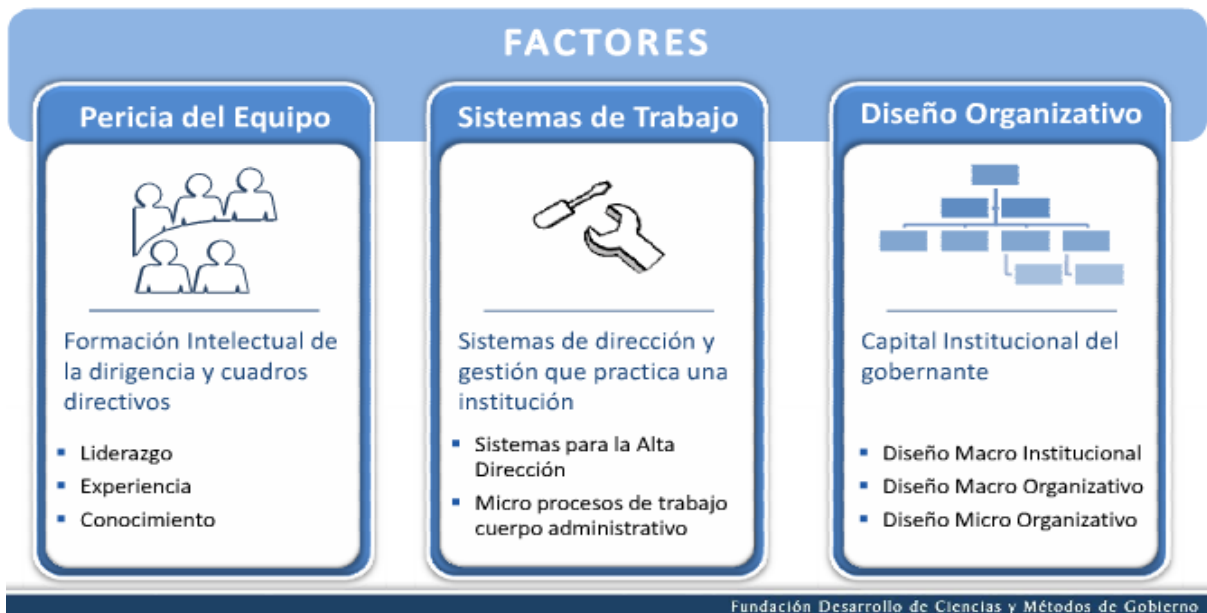 FACTORES
Pericia del Equipo
Formación Intelectual de
la dirigencia y cuadros
directivos
▪ Liderazgo
▪ Experiencia
▪ Conocimiento
Sistemas de Trabajo
Sistemas de dirección y
gestión que practica una
institución
▪ Sistemas para la Alta
Dirección
▪ Micro procesos de trabajo
cuerpo administrativo
Diseño Organizativo
Capital Institucional del
gobernante
▪ Diseño Macro Institucional
▪ Diseño Macro Organizativo
▪ Diseño Micro Organizativo
Fundación Desarrollo de Ciencias y Métodos de Gobierno